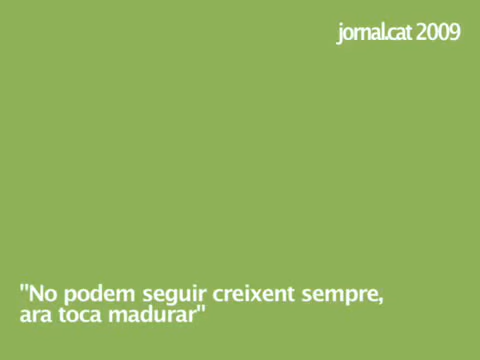 jornal.cat 2009
"No podem seguir creixent sempre,
ara toca madurar"